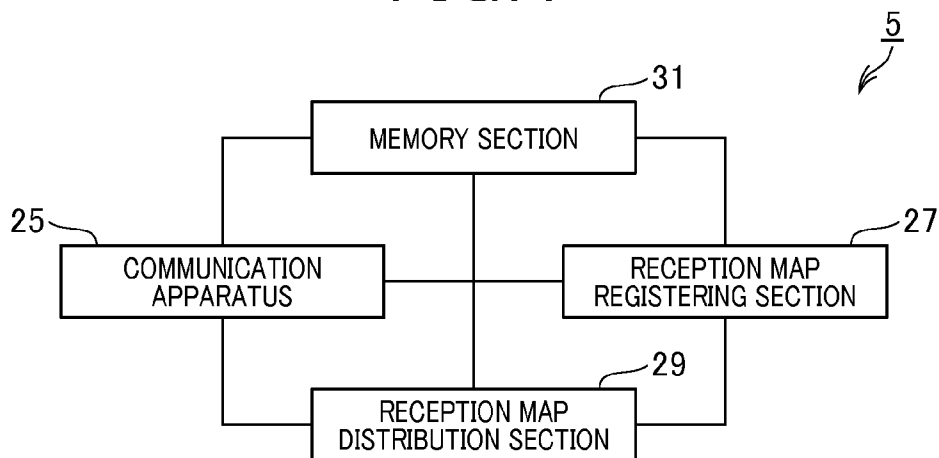 5
31
MEMORY SECTION
25
COMMUNICATION
APPARATUS
27
RECEPTION MAP
REGISTERING SECTION
29
RECEPTION MAP
DISTRIBUTION SECTION